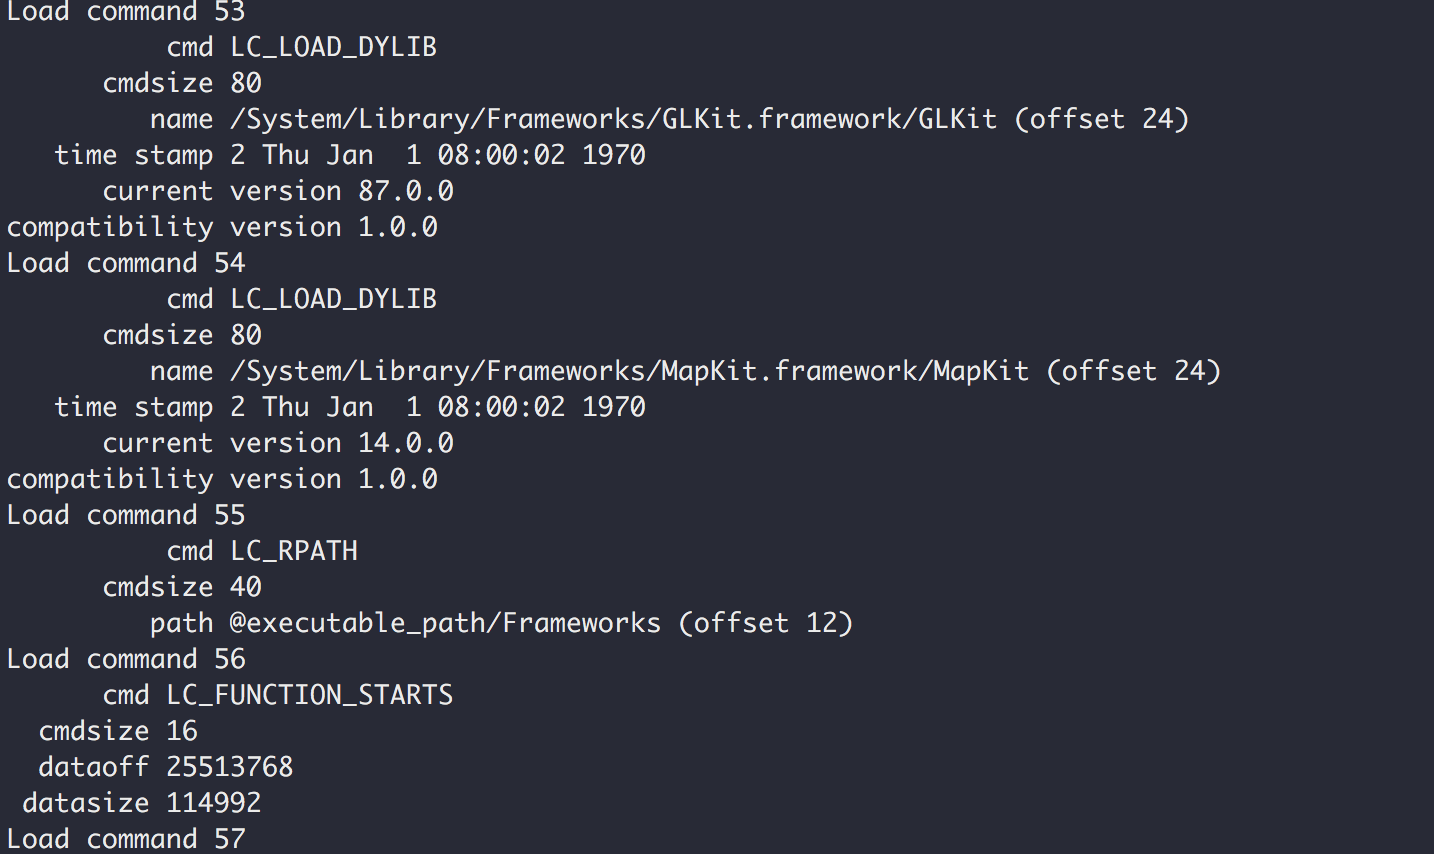 Load command 53
cmd LC_LOAD_DYLIB
cmdsize 80
name /System/Library/Frameworks/GLKit.framework/GLKit (offset 24)
time stamp 2 Thu Jan  1 08:00:02 1970
current version 87.0.0
compatibility version 1.0.0
Load command 54
cmd LC_LOAD_DYLIB
cmdsize 80
name /System/Library/Frameworks/MapKit.framework/MapKit (offset 24)
time stamp 2 Thu Jan  1 08:00:02 1970
current version 14.0.0
compatibility version 1.0.0
Load command 55
cmd LC_RPATH
cmdsize 40
path @executable_path/Frameworks (offset 12)
Load command 56
cmd LC_FUNCTION_STARTS
cmdsize 16
dataoff 25513768
datasize 114992
Load command 57